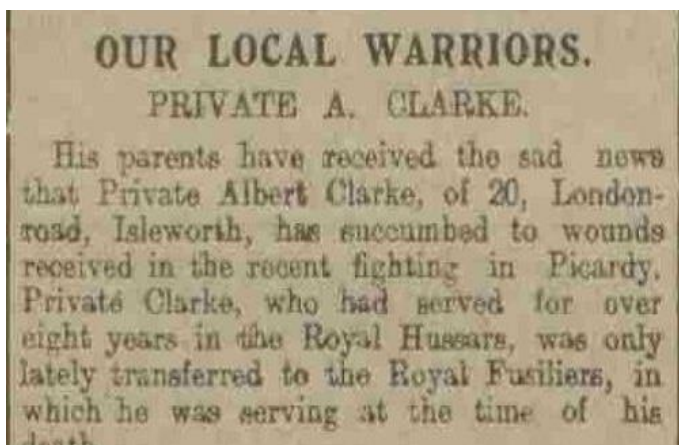 OUR LOCAL WARRIORS.
PRIVATE A. CLARKE.
His parents have received the sad news
that Private Albert Clarke, of 20, London-
road, Isleworth, has succumbed to wounds
received in the recent fighting in Picardy.
Private Clarke, who had served for over
eight years in the Royal Hussars, was only
lately transferred to the Royal Fusiliers, in
which he was serving at the time of his
death